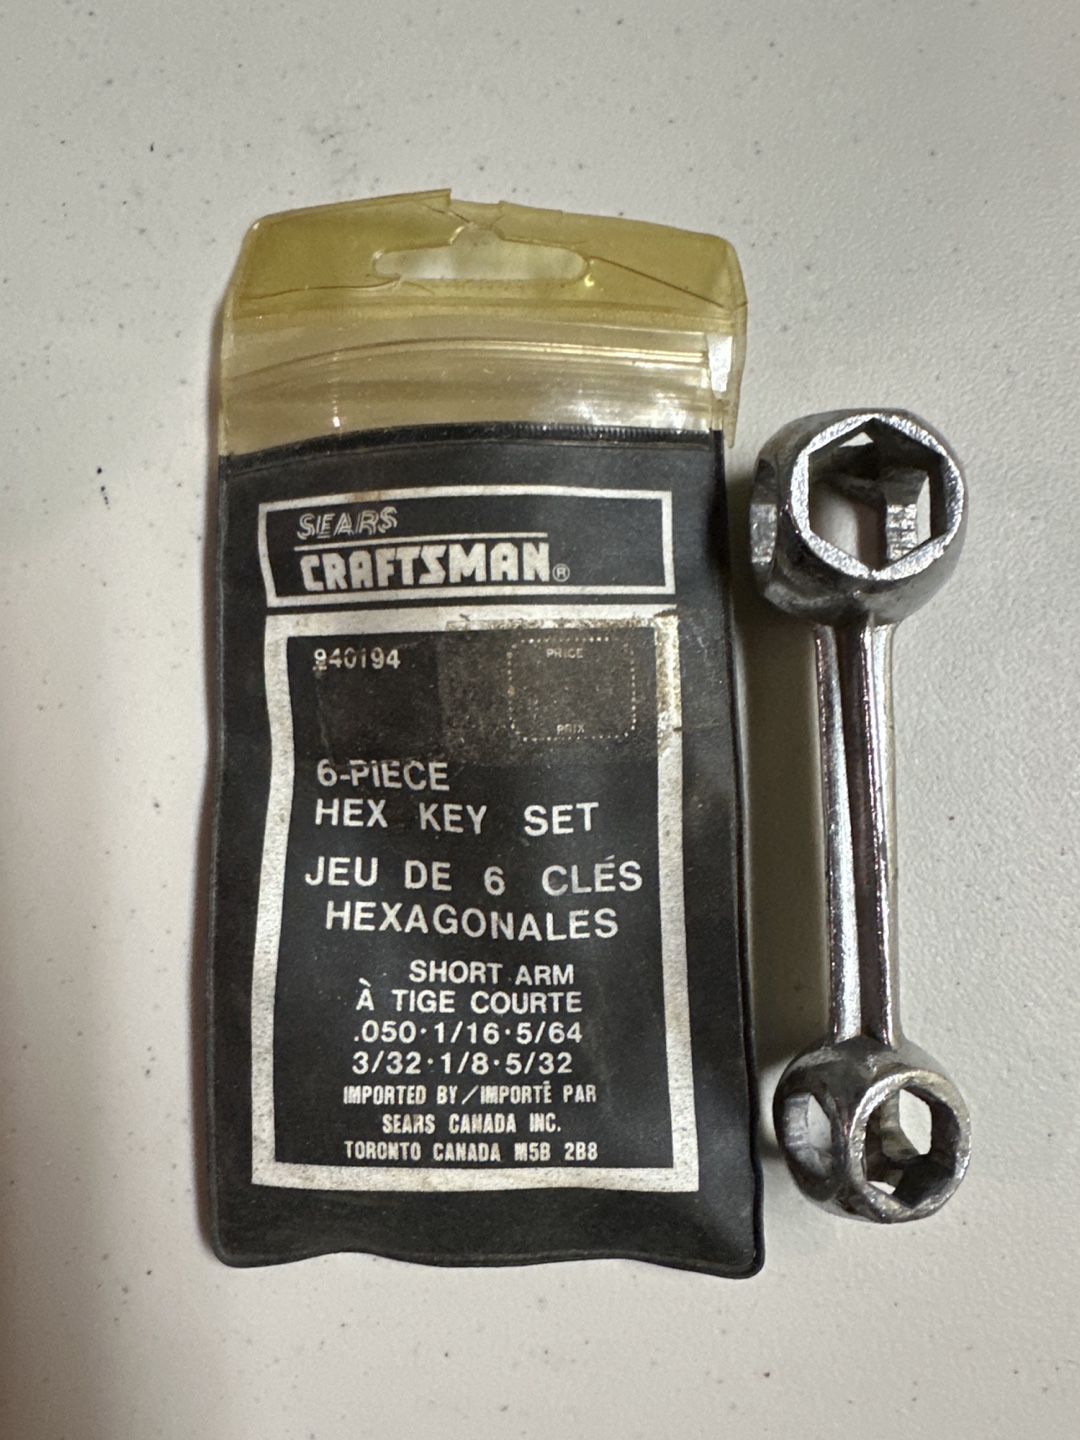 SEARS
CRAFTSMAN®
940194
PRICE
PRIX
6-PIECE
HEX KEY SET
JEU DE 6 CLÉS
HEXAGONALES
SHORT ARM
À TIGE COURTE
.050·1/16·5/64
3/32·1/8·5/32
IMPORTED BY/IMPORTÉ PAR
SEARS CANADA INC.
TORONTO CANADA M5B 2B8